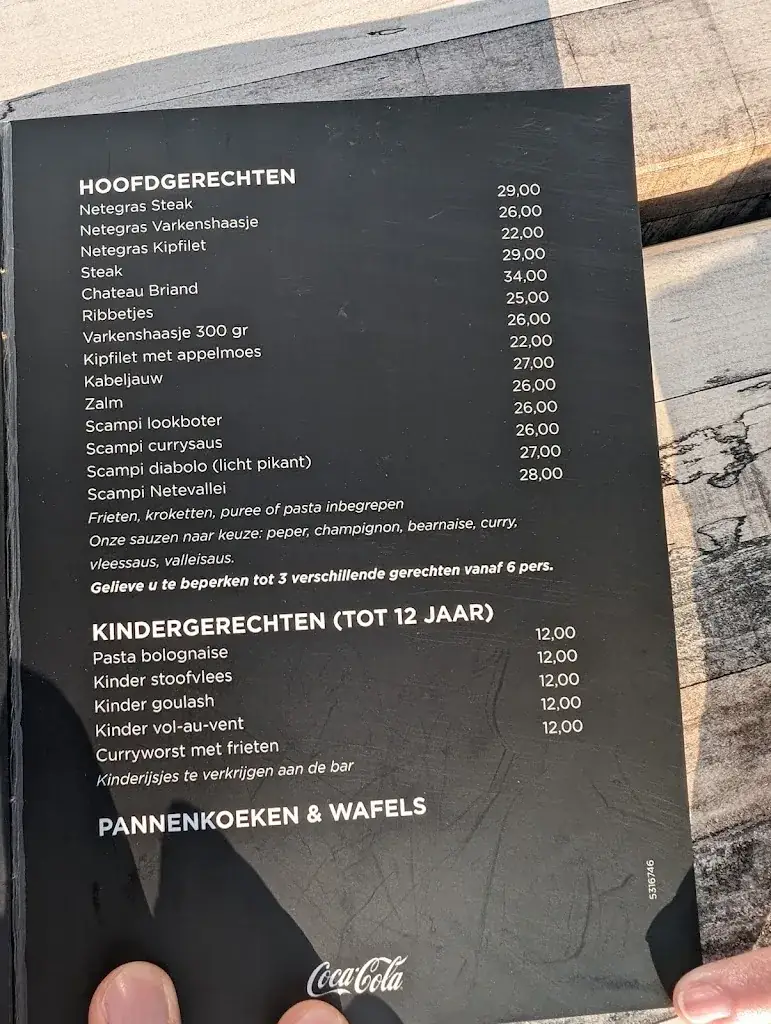 HOOFDGERECHTEN
Netegras Steak 29,00
Netegras Varkenshaasje 26,00
Netegras Kipfilet 22,00
Steak 29,00
Chateau Briand 34,00
Ribbetjes 25,00
Varkenshaasje 300 gr 26,00
Kipfilet met appelmoes 22,00
Kabeljauw 27,00
Zalm 26,00
Scampi lookboter 26,00
Scampi currysaus 26,00
Scampi diabolo (licht pikant) 27,00
Scampi Netevallei 28,00
Frieten, kroketten, puree of pasta inbegrepen
Onze sauzen naar keuze: peper, champignon, bearnaise, curry,
vleessaus, valleisaus.
Gelieve u te beperken tot 3 verschillende gerechten vanaf 6 pers.
KINDERGERECHTEN (TOT 12 JAAR)
Pasta bolognaise 12,00
Kinder stoofvlees 12,00
Kinder goulash 12,00
Kinder vol-au-vent 12,00
Curryworst met frieten 12,00
Kinderijsjes te verkrijgen aan de bar
PANNENKOEKEN & WAFELS
5316746
Coca-Cola